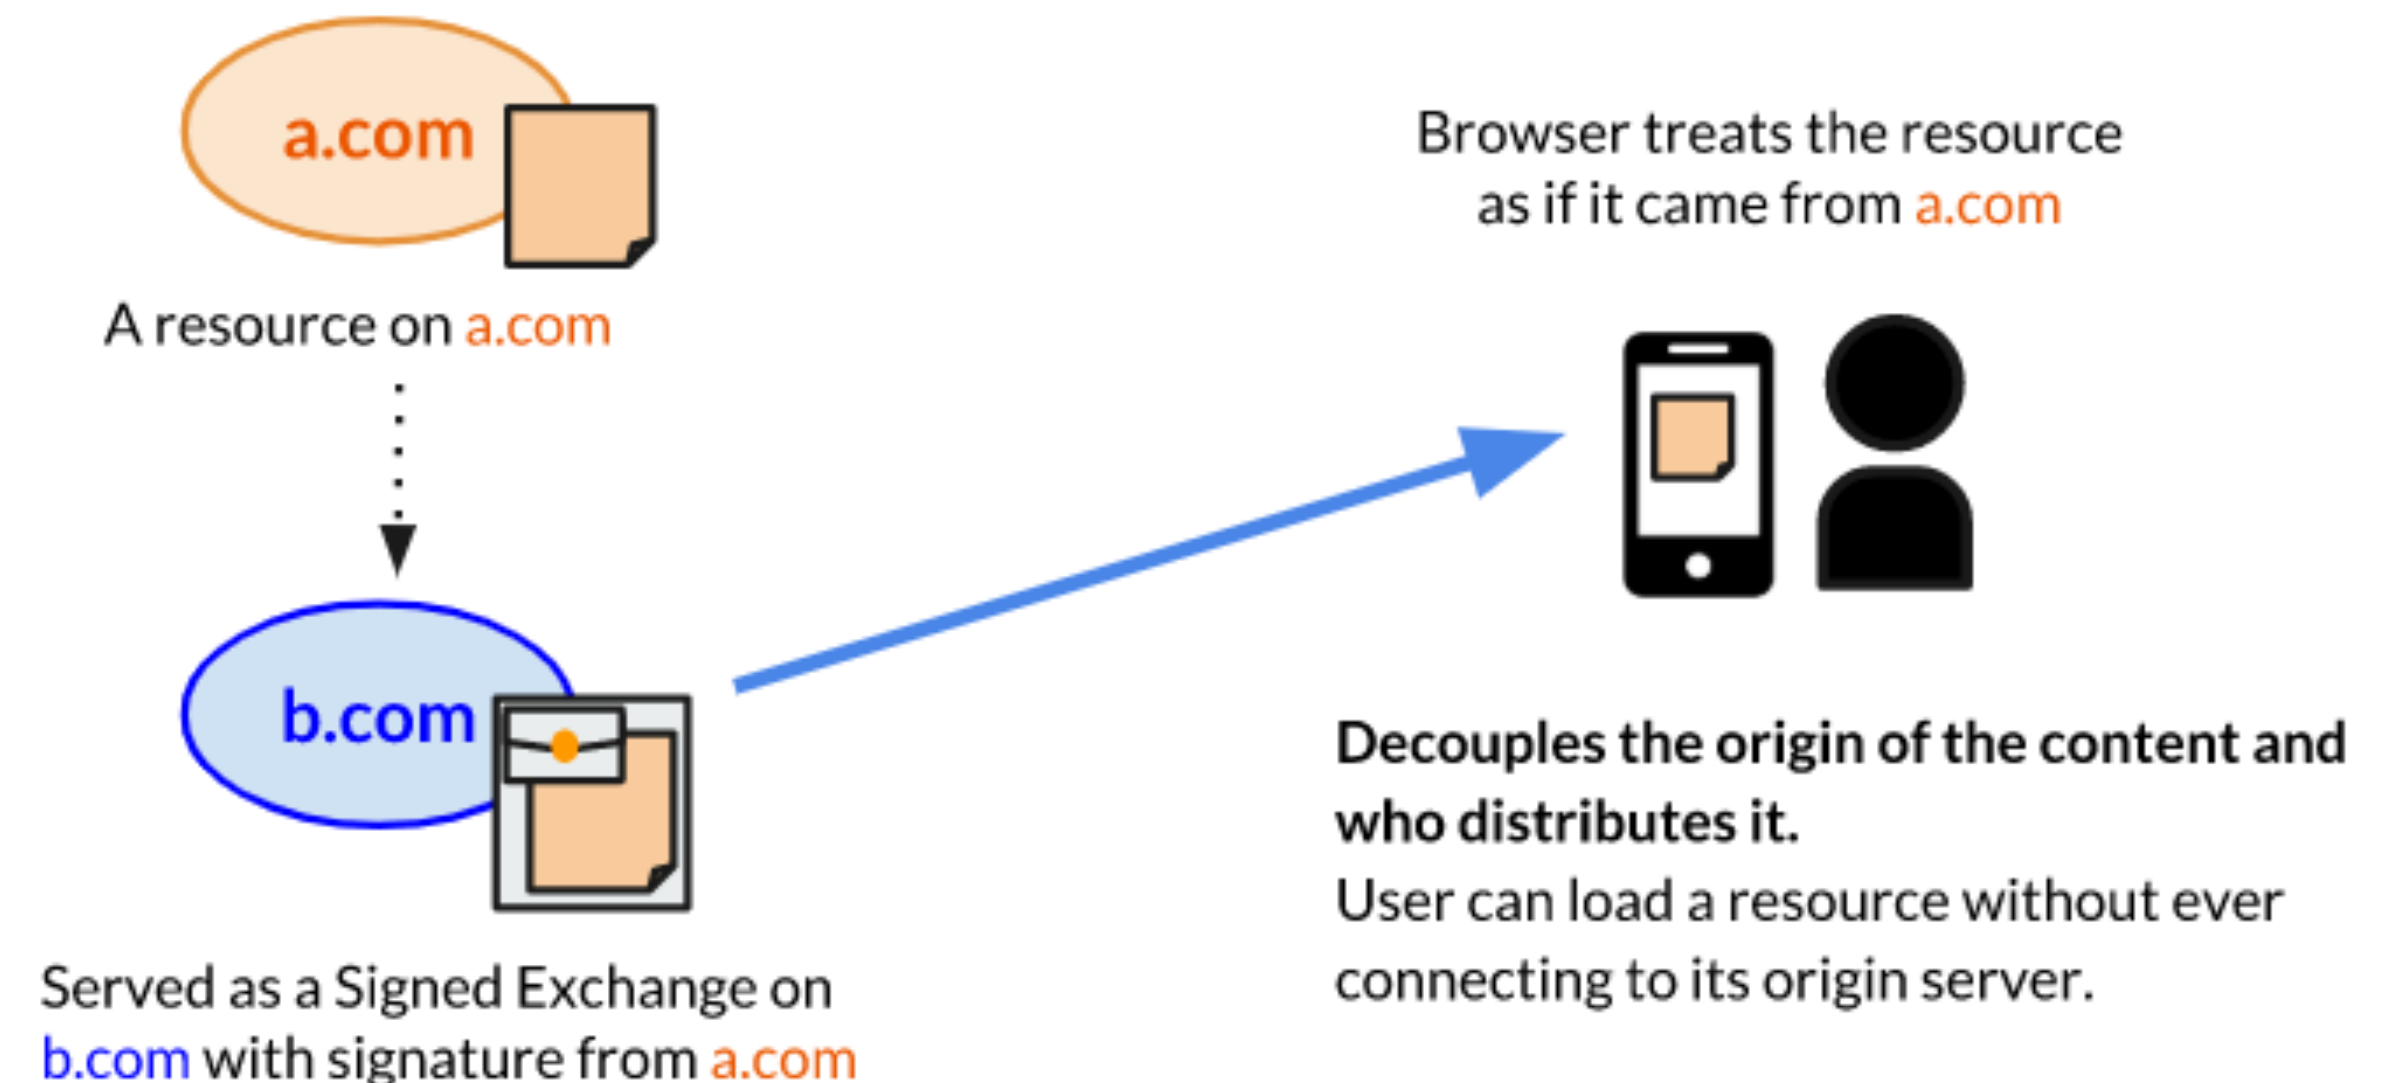 a.com
A resource on a.com
b.com
Served as a Signed Exchange on
b.com with signature from a.com
Browser treats the resource
as if it came from a.com
Decouples the origin of the content and
who distributes it.
User can load a resource without ever
connecting to its origin server.